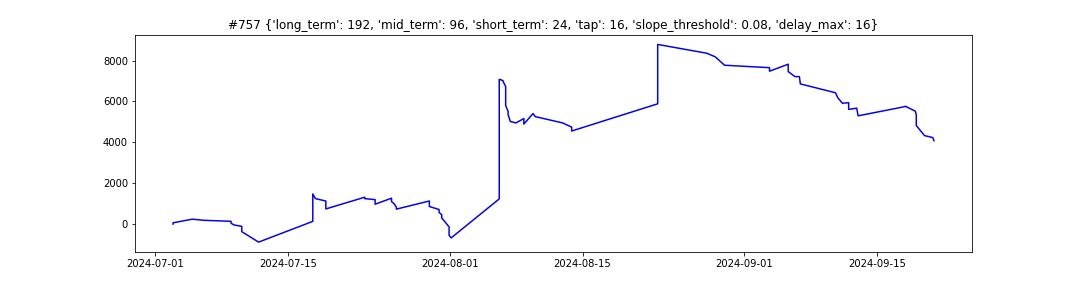 #757 {'long_term': 192, 'mid_term': 96, 'short_term': 24, 'tap': 16, 'slope_threshold': 0.08, 'delay_max': 16}
8000
6000
4000
2000
0
2024-07-01 2024-07-15 2024-08-01 2024-08-15 2024-09-01 2024-09-15